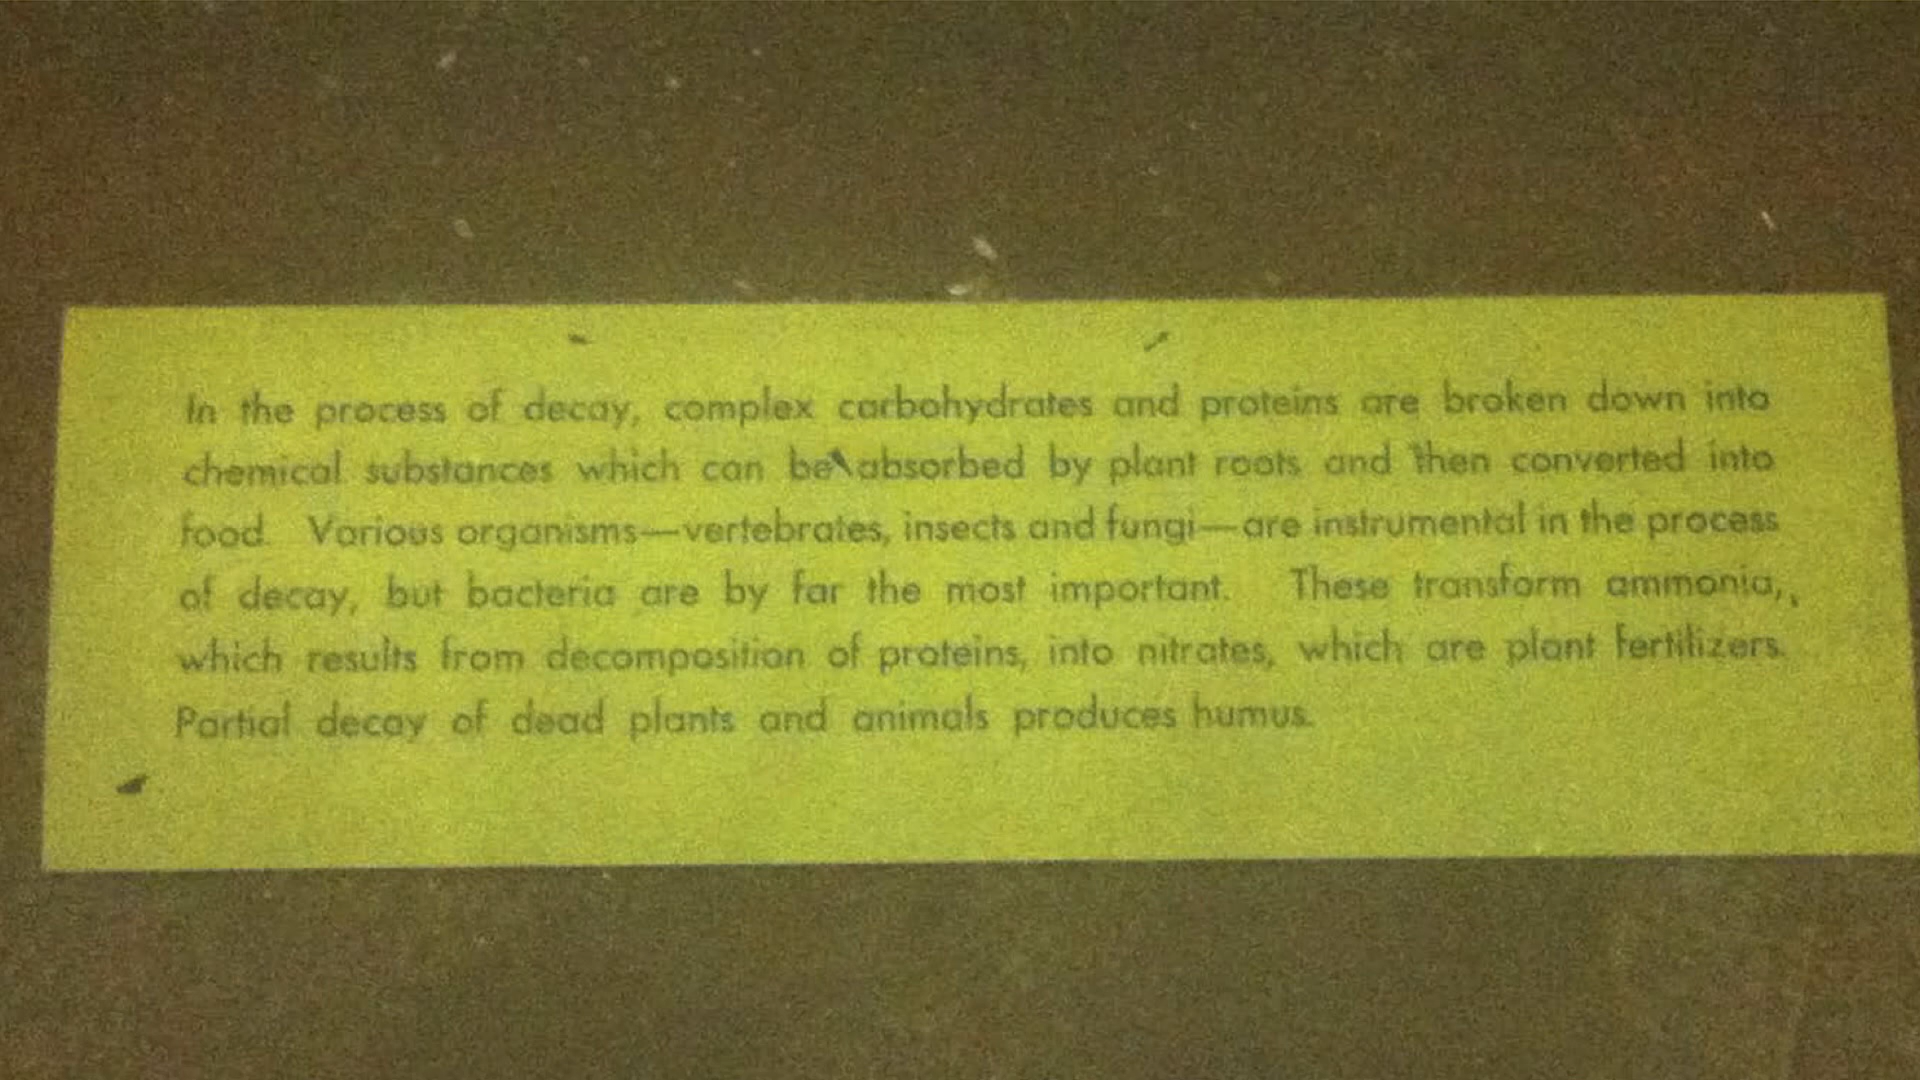 In the process of decay, complex carbohydrates and proteins are broken down into
chemical substances which can be absorbed by plant roots and then converted into
food. Various organisms—vertebrates, insects and fungi—are instrumental in the process
of decay, but bacteria are by far the most important. These transform ammonia,
which results from decomposition of proteins, into nitrates, which are plant fertilizers.
Partial decay of dead plants and animals produces humus.